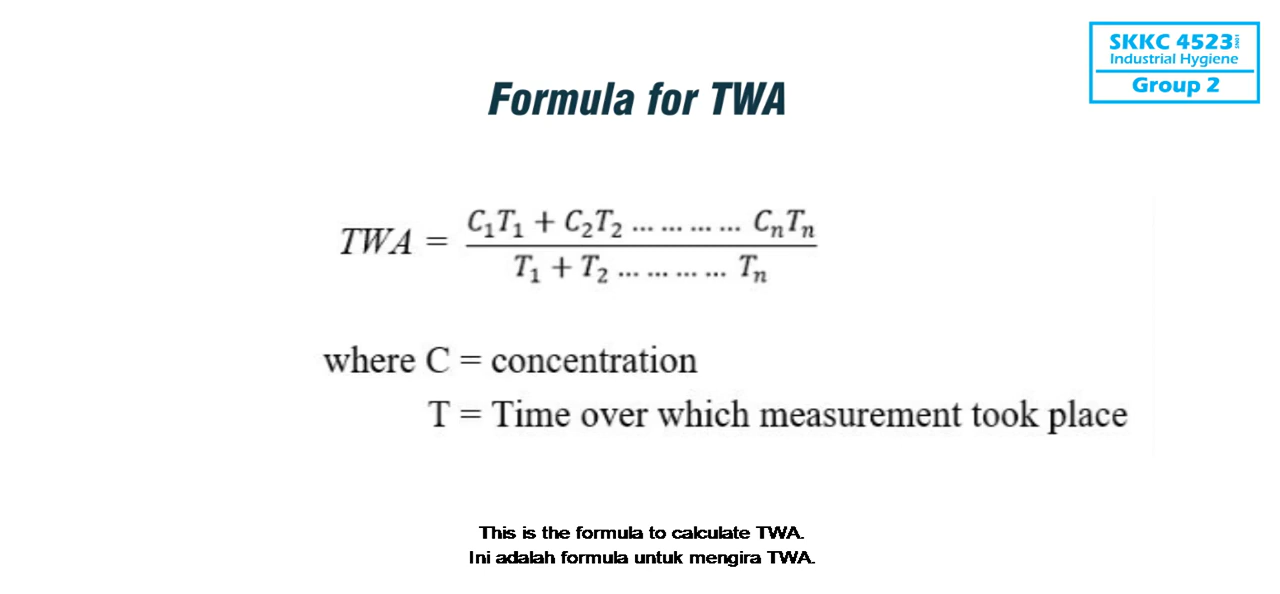 SKKC 4523
Industrial Hygiene
Group 2
Formula for TWA
TWA = C₁T₁ + C₂T₂ ... ... ... ... CₙTₙ
T₁ + T₂ ... ... ... ... Tₙ
where C = concentration
T = Time over which measurement took place
This is the formula to calculate TWA.
Ini adalah formula untuk mengira TWA.